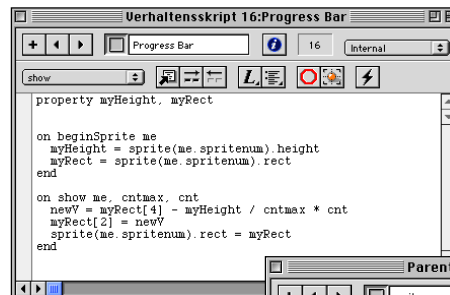 Verhaltensskript 16:Progress Bar
Progress Bar
16
Internal
show
property myHeight, myRect
on beginSprite me
myHeight = sprite(me.spritenum).height
myRect = sprite(me.spritenum).rect
end
on show me, cntmax, cnt
newV = myRect[4] - myHeight / cntmax * cnt
myRect[2] = newV
sprite(me.spritenum).rect = myRect
end
Parent